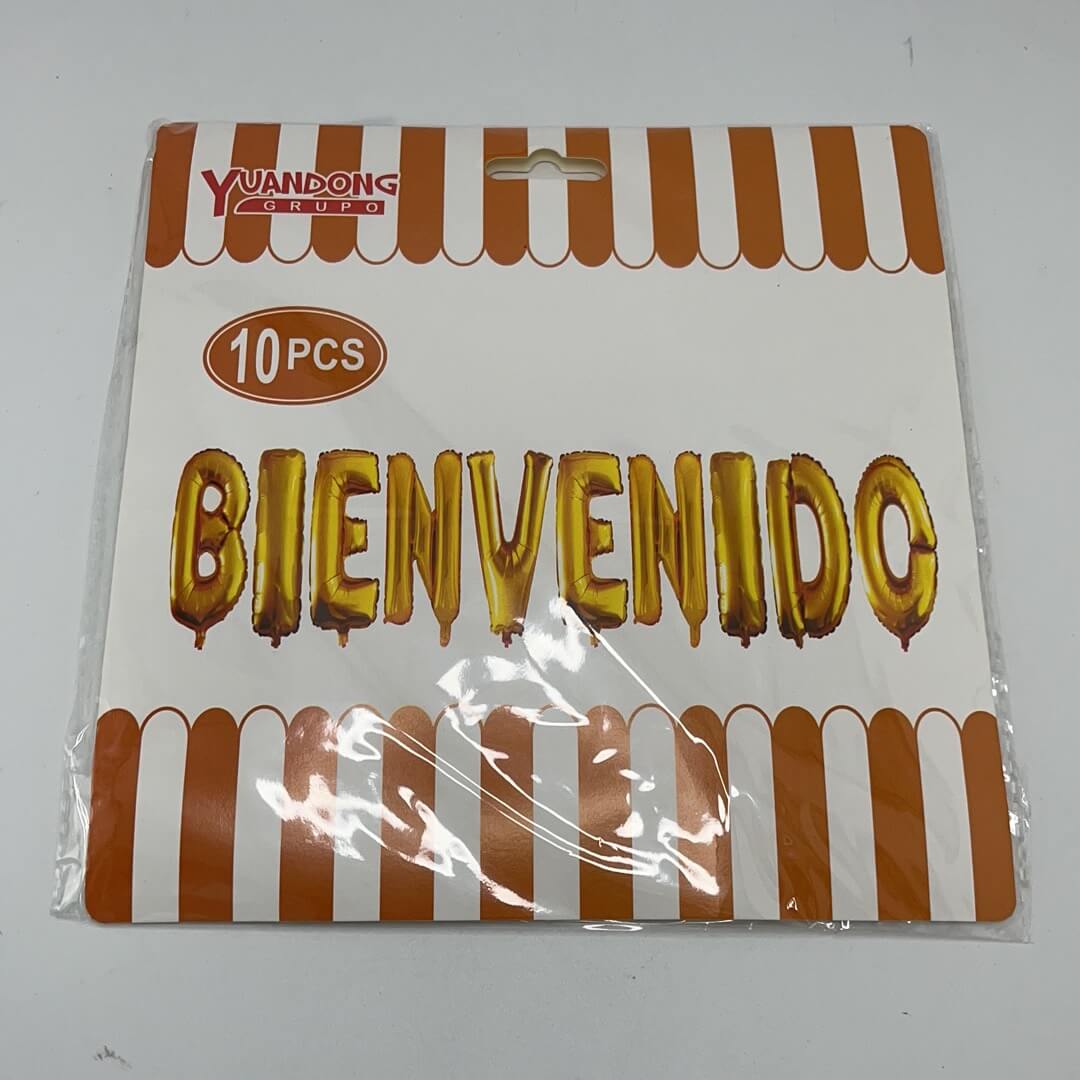 YUANDONG
GRUPO
10 PCS
BIENVENIDO